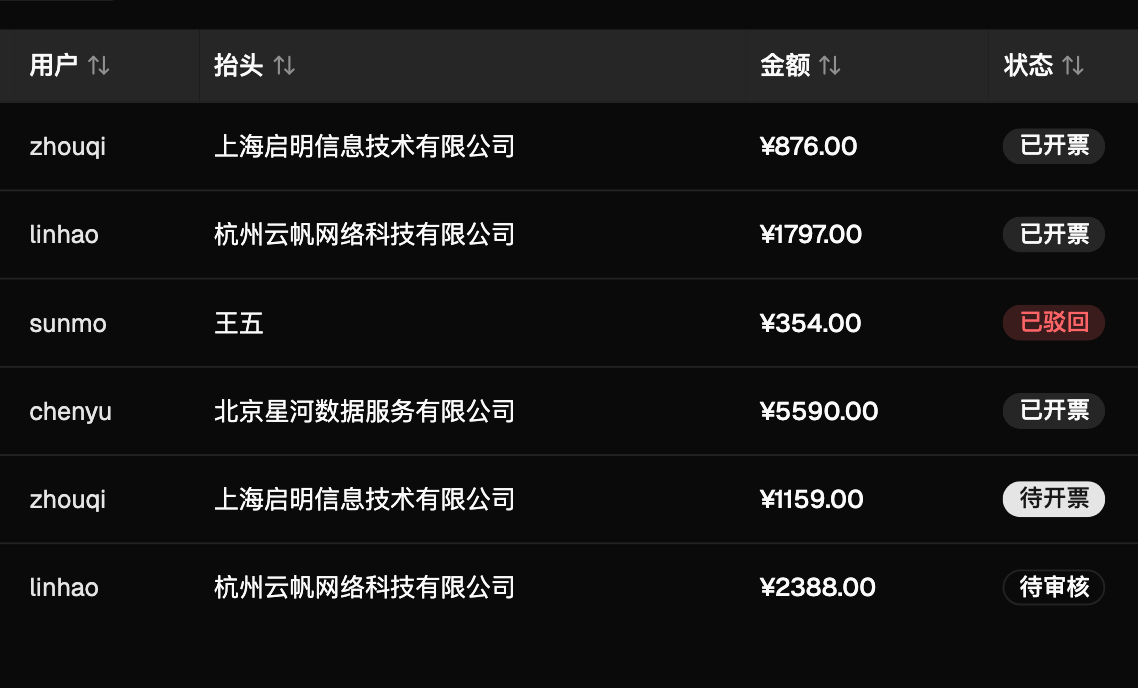 用户 抬头 金额 状态
zhouqi 上海启明信息技术有限公司 ¥876.00 已开票
linhao 杭州云帆网络科技有限公司 ¥1797.00 已开票
sunmo 王五 ¥354.00 已驳回
chenyu 北京星河数据服务有限公司 ¥5590.00 已开票
zhouqi 上海启明信息技术有限公司 ¥1159.00 待开票
linhao 杭州云帆网络科技有限公司 ¥2388.00 待审核